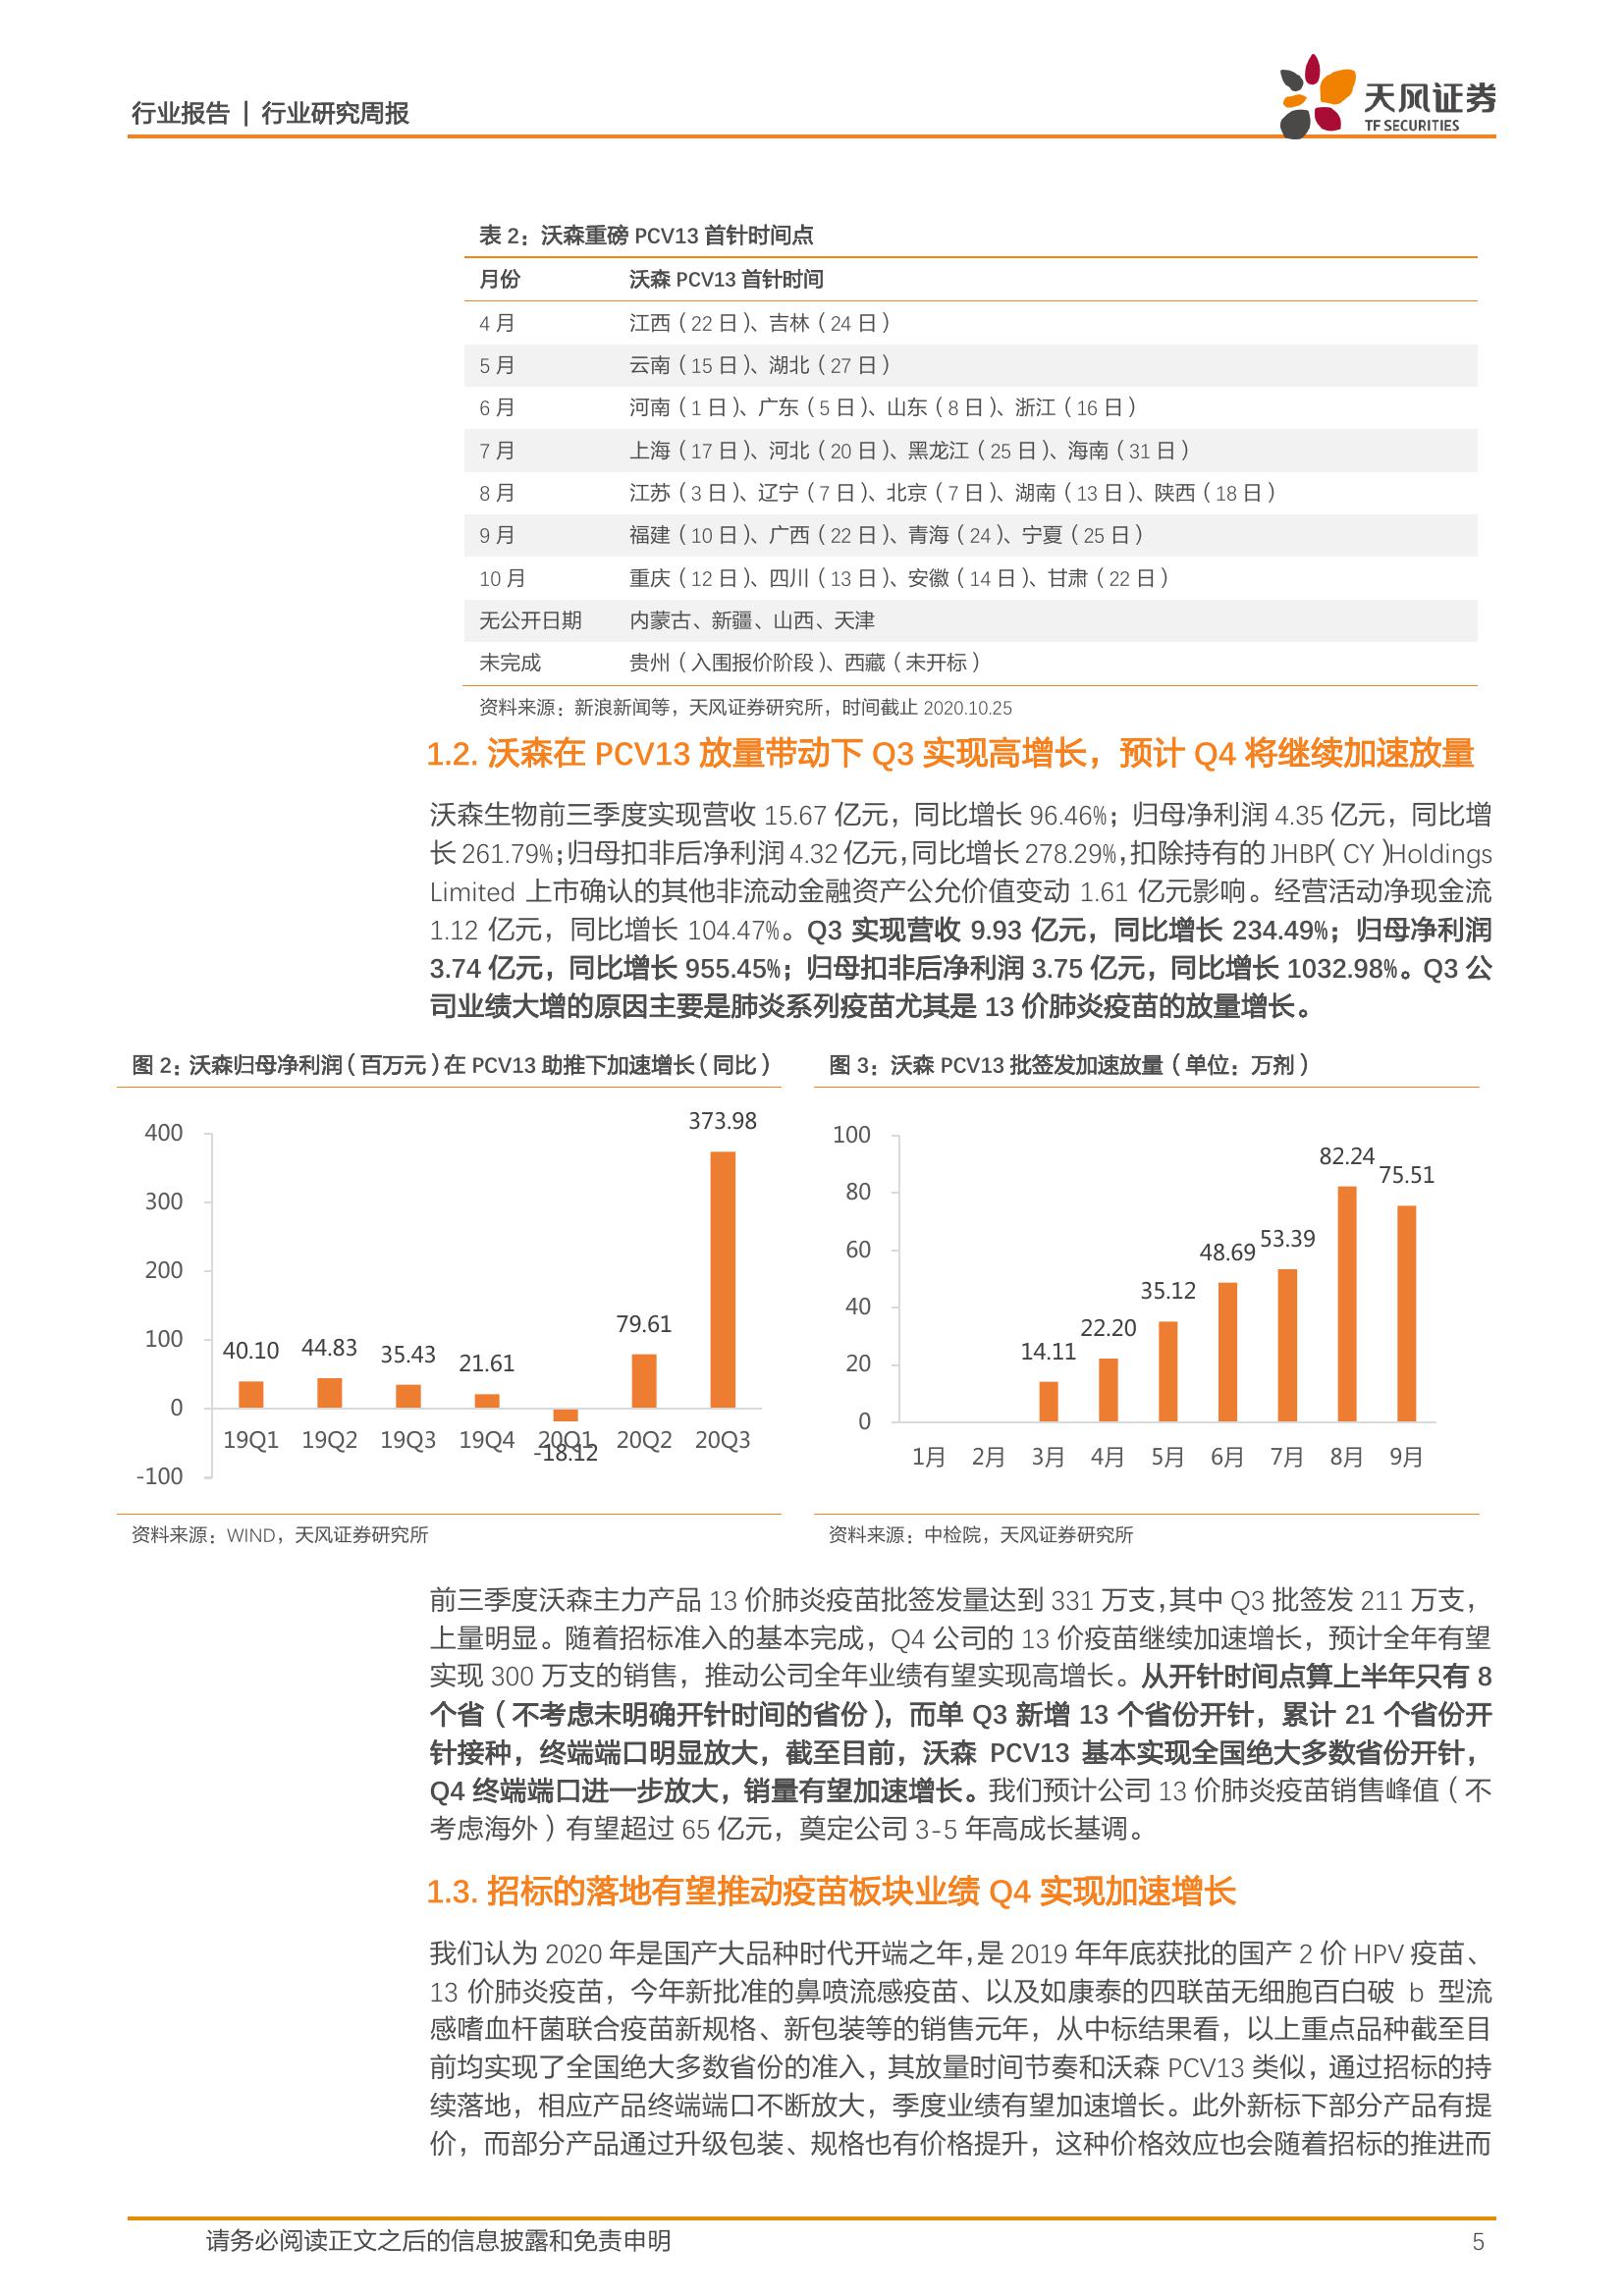 行业报告 | 行业研究周报
天风证券
TF SECURITIES
表 2：沃森重磅 PCV13 首针时间点
月份 沃森 PCV13 首针时间
4 月 江西（22 日）、吉林（24 日）
5 月 云南（15 日）、湖北（27 日）
6 月 河南（1 日）、广东（5 日）、山东（8 日）、浙江（16 日）
7 月 上海（17 日）、河北（20 日）、黑龙江（25 日）、海南（31 日）
8 月 江苏（3 日）、辽宁（7 日）、北京（7 日）、湖南（13 日）、陕西（18 日）
9 月 福建（10 日）、广西（22 日）、青海（24）、宁夏（25 日）
10 月 重庆（12 日）、四川（13 日）、安徽（14 日）、甘肃（22 日）
无公开日期 内蒙古、新疆、山西、天津
未完成 贵州（入围报价阶段）、西藏（未开标）
资料来源：新浪新闻等，天风证券研究所，时间截止 2020.10.25
1.2. 沃森在 PCV13 放量带动下 Q3 实现高增长，预计 Q4 将继续加速放量
沃森生物前三季度实现营收 15.67 亿元，同比增长 96.46%；归母净利润 4.35 亿元，同比增
长 261.79%；归母扣非后净利润 4.32 亿元，同比增长 278.29%，扣除持有的 JHBP（CY）Holdings
Limited 上市确认的其他非流动金融资产公允价值变动 1.61 亿元影响。经营活动净现金流
1.12 亿元，同比增长 104.47%。Q3 实现营收 9.93 亿元，同比增长 234.49%；归母净利润
3.74 亿元，同比增长 955.45%；归母扣非后净利润 3.75 亿元，同比增长 1032.98%。Q3 公
司业绩大增的原因主要是肺炎系列疫苗尤其是 13 价肺炎疫苗的放量增长。
图 2：沃森归母净利润（百万元）在 PCV13 助推下加速增长（同比）
400
300
200
100
0
-100
40.10 44.83 35.43 21.61 -18.12 79.61 373.98
19Q1 19Q2 19Q3 19Q4 20Q1 20Q2 20Q3
资料来源：WIND，天风证券研究所
图 3：沃森 PCV13 批签发加速放量（单位：万剂）
100
80
60
40
20
0
14.11 22.20 35.12 48.69 53.39 82.24 75.51
1月 2月 3月 4月 5月 6月 7月 8月 9月
资料来源：中检院，天风证券研究所
前三季度沃森主力产品 13 价肺炎疫苗批签发量达到 331 万支，其中 Q3 批签发 211 万支，
上量明显。随着招标准入的基本完成，Q4 公司的 13 价疫苗继续加速增长，预计全年有望
实现 300 万支的销售，推动公司全年业绩有望实现高增长。从开针时间点算上半年只有 8
个省（不考虑未明确开针时间的省份），而单 Q3 新增 13 个省份开针，累计 21 个省份开
针接种，终端端口明显放大，截至目前，沃森 PCV13 基本实现全国绝大多数省份开针，
Q4 终端端口进一步放大，销量有望加速增长。我们预计公司 13 价肺炎疫苗销售峰值（不
考虑海外）有望超过 65 亿元，奠定公司 3-5 年高成长基调。
1.3. 招标的落地有望推动疫苗板块业绩 Q4 实现加速增长
我们认为 2020 年是国产大品种时代开端之年，是 2019 年年底获批的国产 2 价 HPV 疫苗、
13 价肺炎疫苗，今年新批准的鼻喷流感疫苗、以及如康泰的四联苗无细胞百白破 b 型流
感嗜血杆菌联合疫苗新规格、新包装等的销售元年，从中标结果看，以上重点品种截至目
前均实现了全国绝大多数省份的准入，其放量时间节奏和沃森 PCV13 类似，通过招标的持
续落地，相应产品终端端口不断放大，季度业绩有望加速增长。此外新标下部分产品有提
价，而部分产品通过升级包装、规格也有价格提升，这种价格效应也会随着招标的推进而
请务必阅读正文之后的信息披露和免责申明 5